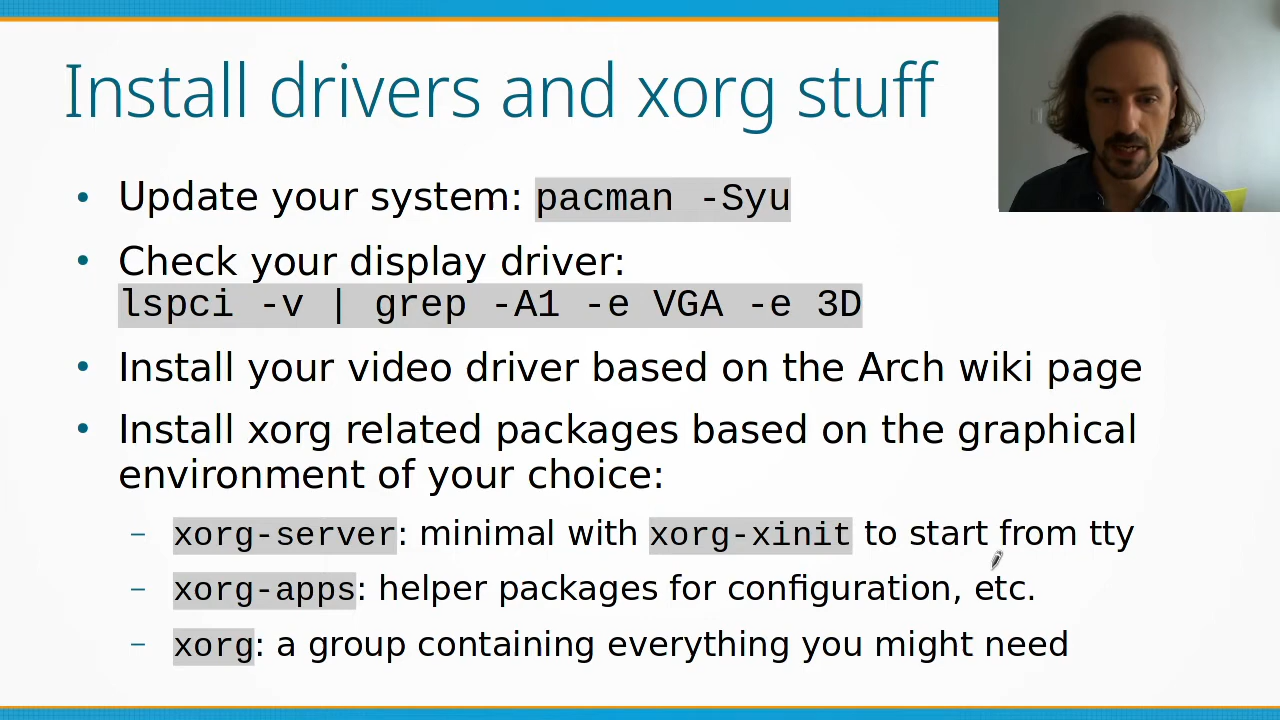 Install drivers and xorg stuff
• Update your system: pacman -Syu
• Check your display driver:
lspci -v | grep -A1 -e VGA -e 3D
• Install your video driver based on the Arch wiki page
• Install xorg related packages based on the graphical
environment of your choice:
– xorg-server: minimal with xorg-xinit to start from tty
– xorg-apps: helper packages for configuration, etc.
– xorg: a group containing everything you might need